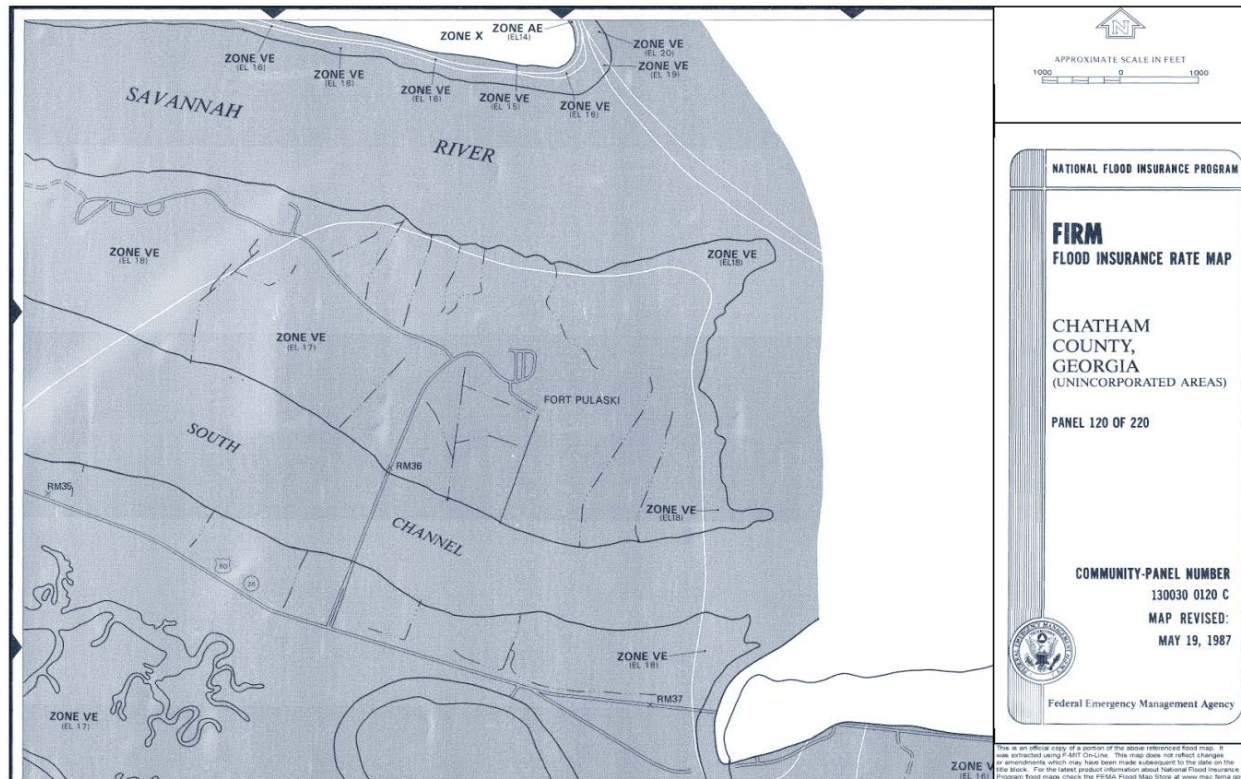 ZONE X
ZONE AE
(EL14)
ZONE VE
(EL 20)
ZONE VE
(EL 19)
ZONE VE
(EL 16)
ZONE VE
(EL 16)
ZONE VE
(EL 15)
ZONE VE
(EL 16)
SAVANNAH
RIVER
ZONE VE
(EL 18)
ZONE VE
(EL18)
ZONE VE
(EL 17)
FORT PULASKI
SOUTH
RM36
RM35
CHANNEL
ZONE VE
(EL18)
80
26
ZONE VE
(EL 18)
RM37
ZONE VE
(EL 17)
ZONE V
(EL 16)
N
APPROXIMATE SCALE IN FEET
1000 0 1000
NATIONAL FLOOD INSURANCE PROGRAM
FIRM
FLOOD INSURANCE RATE MAP
CHATHAM
COUNTY,
GEORGIA
(UNINCORPORATED AREAS)
PANEL 120 OF 220
COMMUNITY-PANEL NUMBER
130030 0120 C
MAP REVISED:
MAY 19, 1987
FEDERAL EMERGENCY MANAGEMENT AGENCY
Federal Emergency Management Agency
This is an official copy of a portion of the above referenced flood map. It
was extracted using F-MIT On-Line. This map does not reflect changes
or amendments which may have been made subsequent to the date on the
title block. For the latest product information about National Flood Insurance
Program flood maps check the FEMA Flood Map Store at www.msc.fema.go